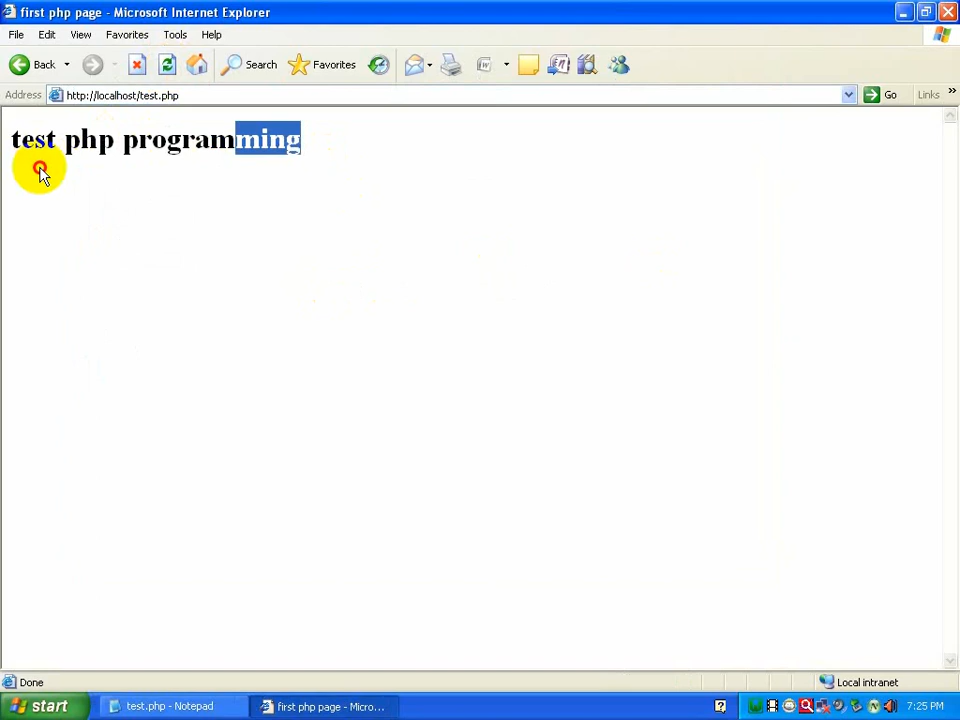 first php page - Microsoft Internet Explorer
File Edit View Favorites Tools Help
Back Search Favorites
Address http://localhost/test.php Go Links »
test php programming
Done Local intranet
start test.php - Notepad first php page - Micro... 7:25 PM